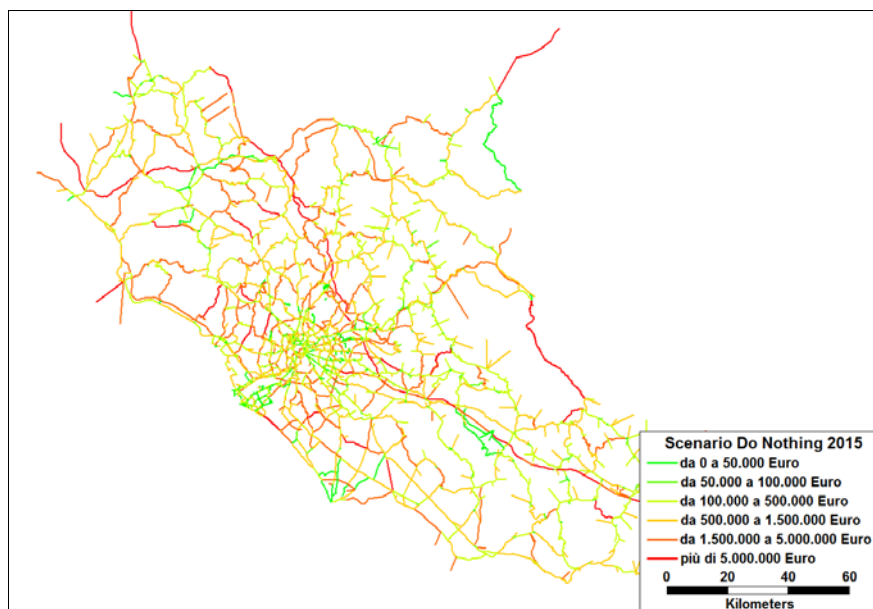 Scenario Do Nothing 2015
da 0 a 50.000 Euro
da 50.000 a 100.000 Euro
da 100.000 a 500.000 Euro
da 500.000 a 1.500.000 Euro
da 1.500.000 a 5.000.000 Euro
più di 5.000.000 Euro
0 20 40 60
Kilometers